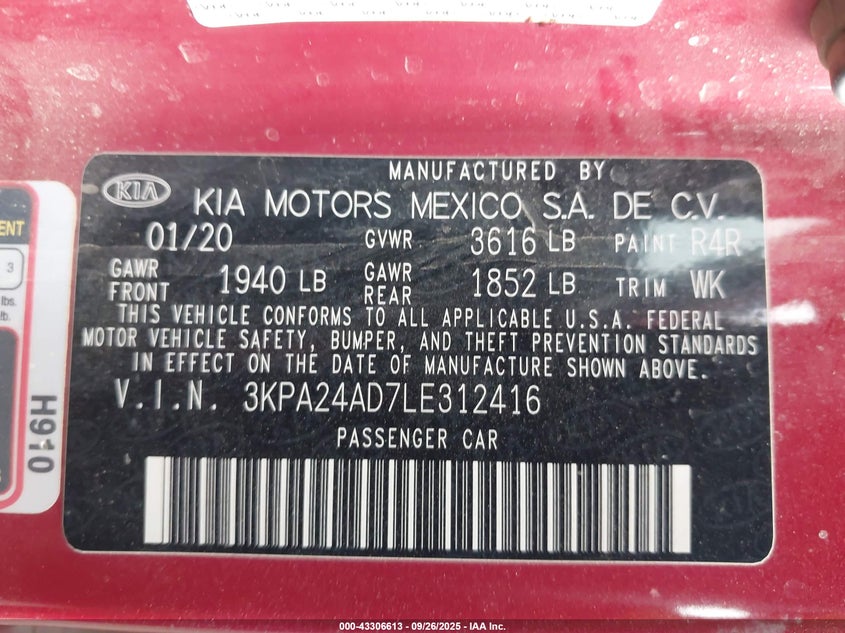 MANUFACTURED BY
KIA KIA MOTORS MEXICO S.A. DE C.V.
01/20 GVWR 3616 LB PAINT R4R
GAWR FRONT 1940 LB GAWR REAR 1852 LB TRIM WK
THIS VEHICLE CONFORMS TO ALL APPLICABLE U.S.A. FEDERAL
MOTOR VEHICLE SAFETY, BUMPER, AND THEFT PREVENTION STANDARDS
IN EFFECT ON THE DATE OF MANUFACTURE SHOWN ABOVE.
V.I.N. 3KPA24AD7LE312416
PASSENGER CAR
3
lbs.
H910
000-43306613 - 09/26/2025 - IAA Inc.